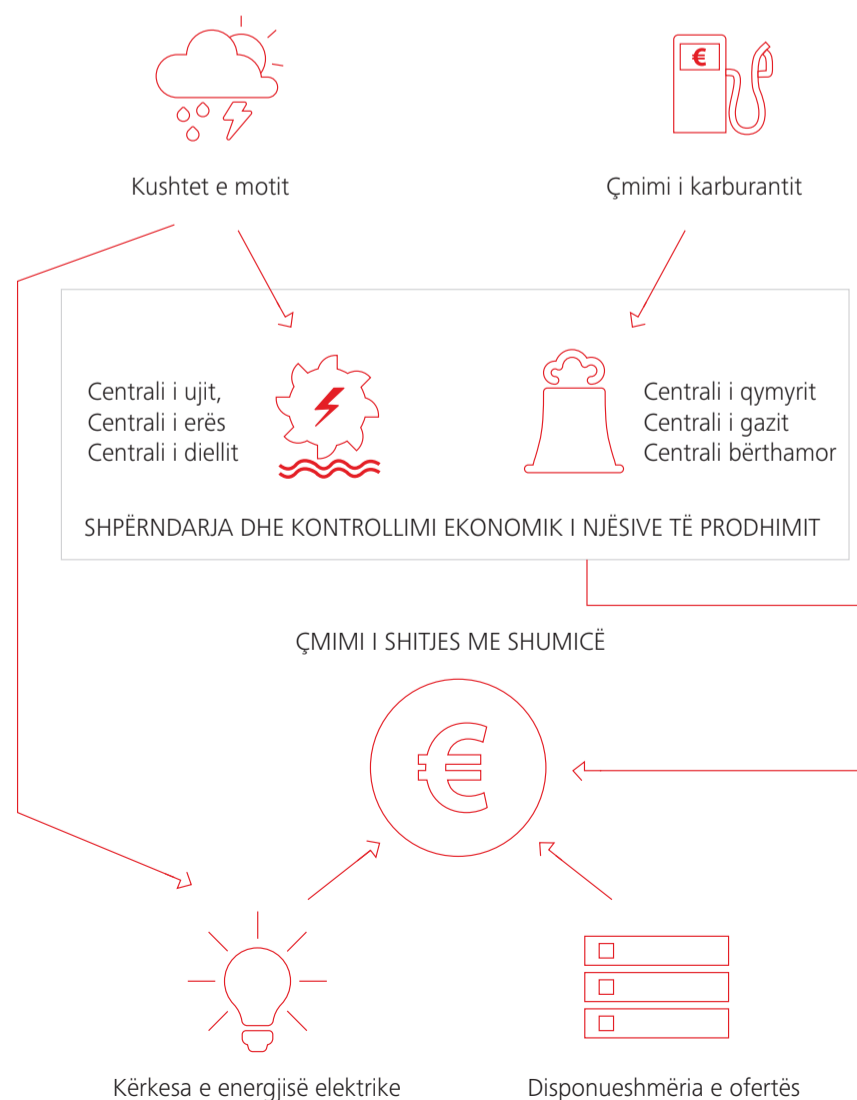 €
Kushtet e motit
Çmimi i karburantit
Centrali i ujit,
Centrali i erës
Centrali i diellit
Centrali i qymyrit
Centrali i gazit
Centrali bërthamor
SHPËRNDARJA DHE KONTROLLIMI EKONOMIK I NJËSIVE TË PRODHIMIT
ÇMIMI I SHITJES ME SHUMICË
€
Kërkesa e energjisë elektrike
Disponueshmëria e ofertës